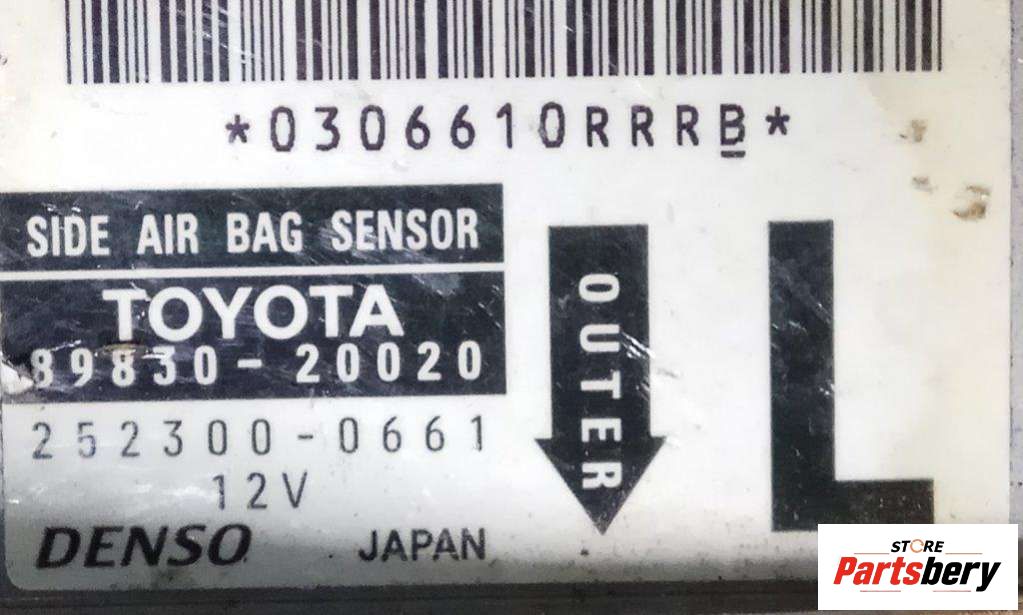 *0306610RRRB*
SIDE AIR BAG SENSOR
TOYOTA
89830-20020
252300-0661
12V
DENSO JAPAN
OUTER
L
STORE
Partsbery